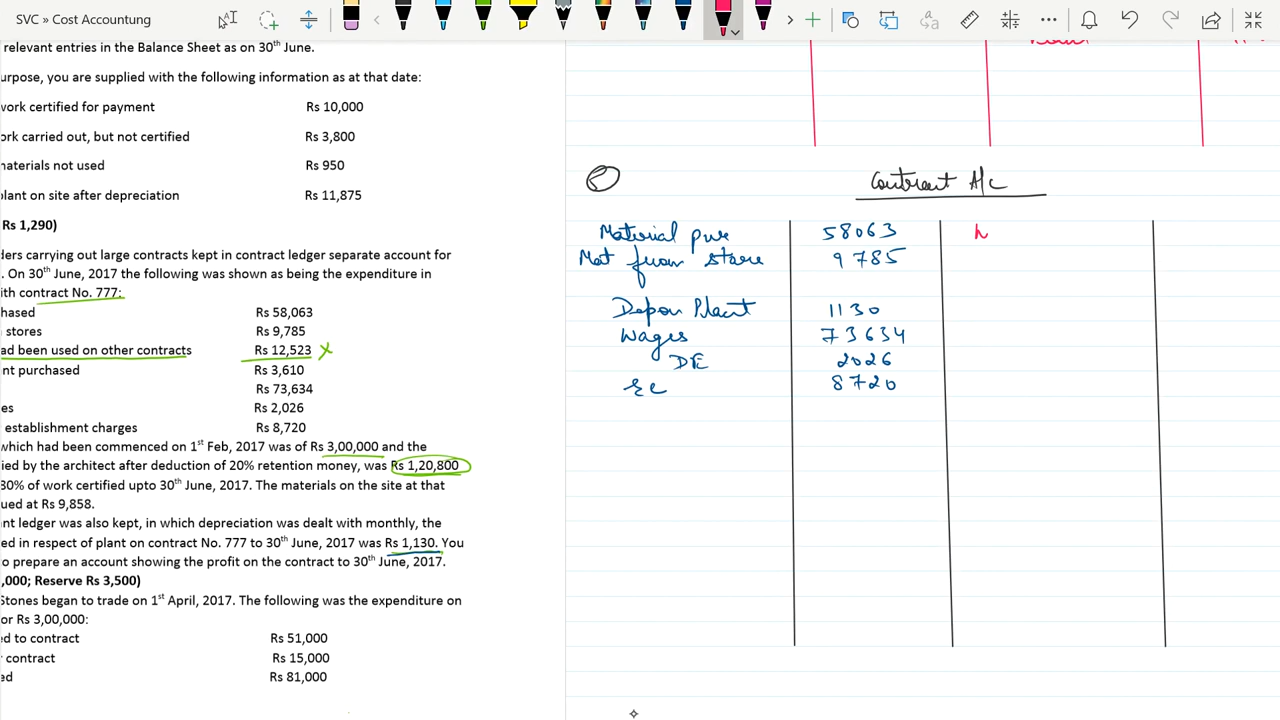 SVC » Cost Accountung
relevant entries in the Balance Sheet as on 30th June.
urpose, you are supplied with the following information as at that date:
work certified for payment Rs 10,000
ork carried out, but not certified Rs 3,800
materials not used Rs 950
plant on site after depreciation Rs 11,875
Rs 1,290)
ders carrying out large contracts kept in contract ledger separate account for
. On 30th June, 2017 the following was shown as being the expenditure in
ith contract No. 777:
hased Rs 58,063
stores Rs 9,785
ad been used on other contracts Rs 12,523 x
nt purchased Rs 3,610
Rs 73,634
es Rs 2,026
establishment charges Rs 8,720
which had been commenced on 1st Feb, 2017 was of Rs 3,00,000 and the
ied by the architect after deduction of 20% retention money, was Rs 1,20,800
80% of work certified upto 30th June, 2017. The materials on the site at that
ued at Rs 9,858.
nt ledger was also kept, in which depreciation was dealt with monthly, the
ed in respect of plant on contract No. 777 to 30th June, 2017 was Rs 1,130. You
o prepare an account showing the profit on the contract to 30th June, 2017.
,000; Reserve Rs 3,500)
Stones began to trade on 1st April, 2017. The following was the expenditure on
or Rs 3,00,000:
ed to contract Rs 51,000
contract Rs 15,000
ed Rs 81,000
Contract A/c
Material pur 58063
Mat from store 9785
Depon Plant 1130
Wages 73634
DE 2026
EC 8720